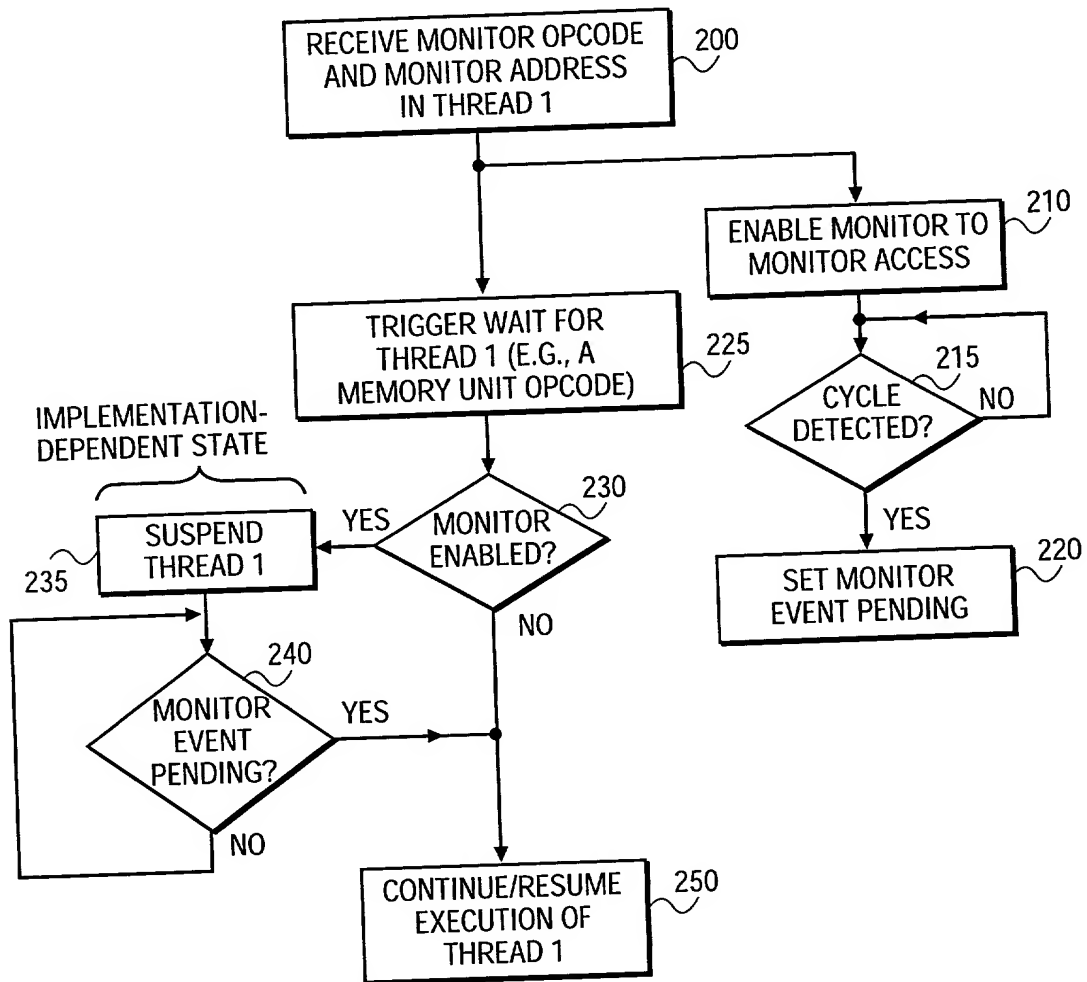 RECEIVE MONITOR OPCODE
AND MONITOR ADDRESS
IN THREAD 1
200
210
ENABLE MONITOR TO
MONITOR ACCESS
TRIGGER WAIT FOR
THREAD 1 (E.G., A
MEMORY UNIT OPCODE)
225
215
CYCLE
DETECTED?
NO
YES
220
SET MONITOR
EVENT PENDING
IMPLEMENTATION-
DEPENDENT STATE
230
MONITOR
ENABLED?
YES
NO
SUSPEND
THREAD 1
235
240
MONITOR
EVENT
PENDING?
YES
NO
CONTINUE/RESUME
EXECUTION OF
THREAD 1
250